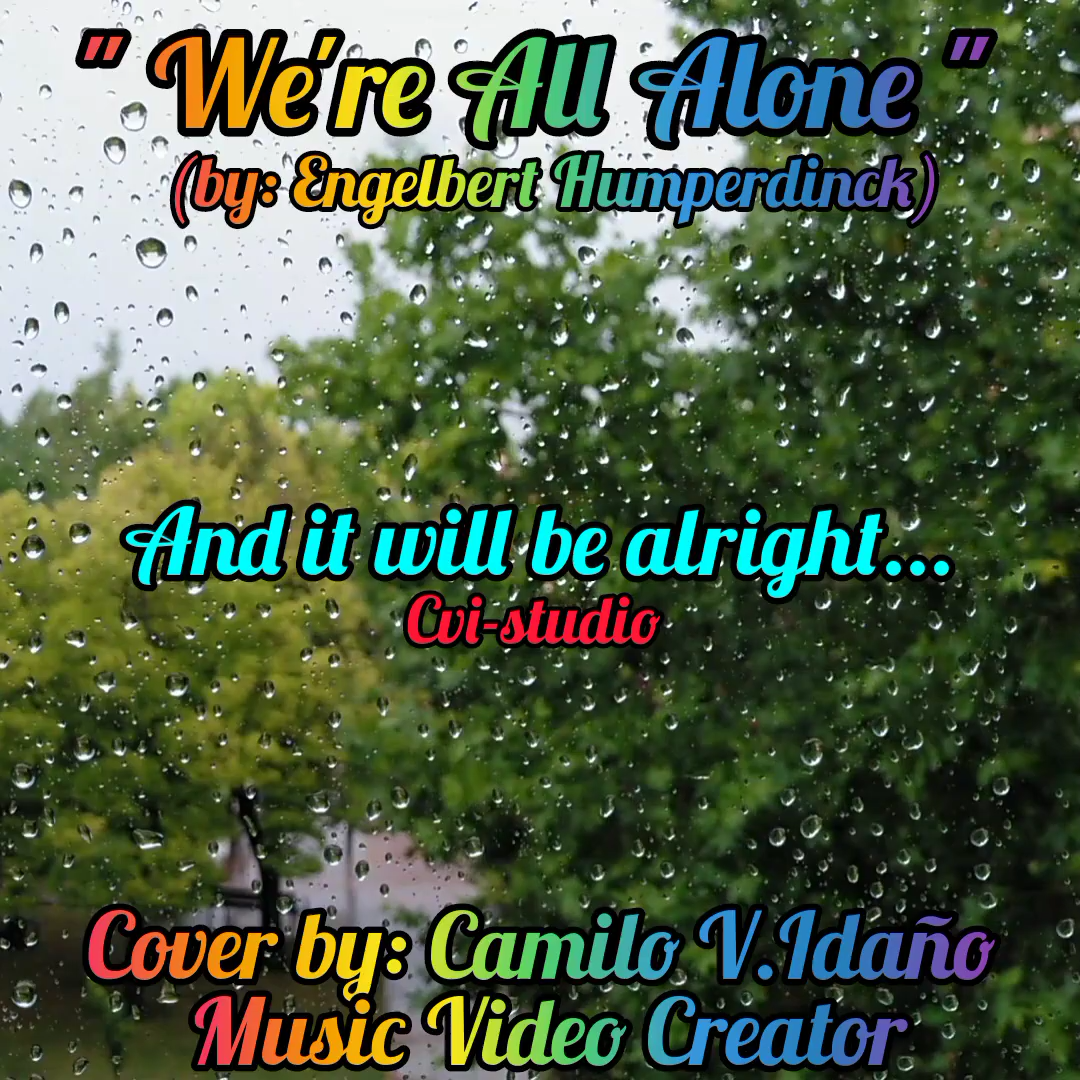 " We're All Alone "
(by: Engelbert Humperdinck)
And it will be alright...
Cvi-studio
Cover by: Camilo V.Idaño
Music Video Creator